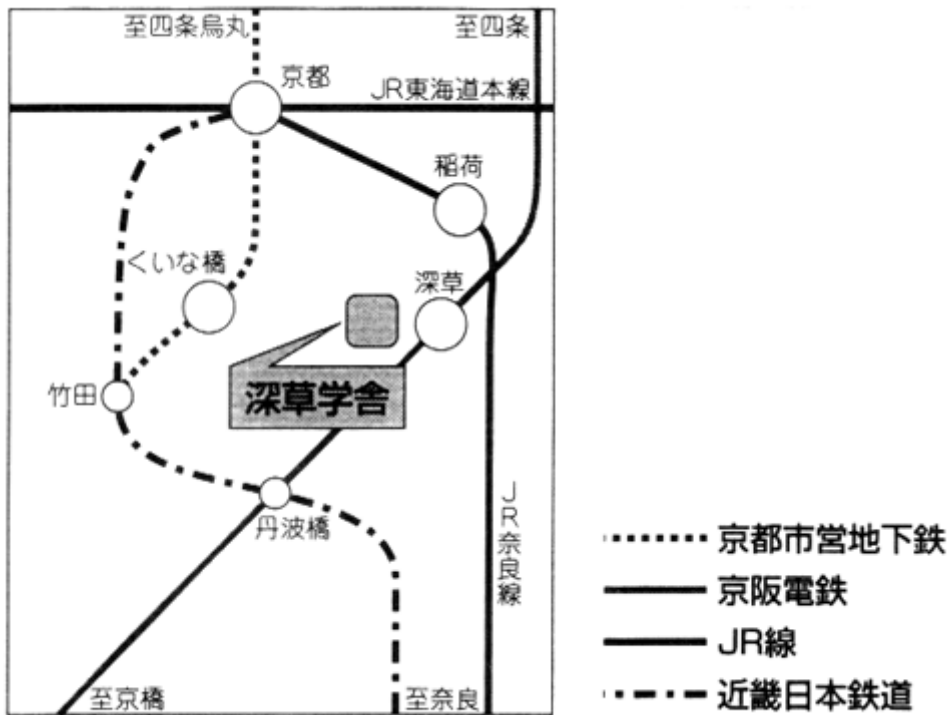 至四条烏丸
至四条
京都
JR東海道本線
稲荷
くいな橋
深草
深草学舎
竹田
丹波橋
JR奈良線
至京橋
至奈良
京都市営地下鉄
京阪電鉄
JR線
近畿日本鉄道